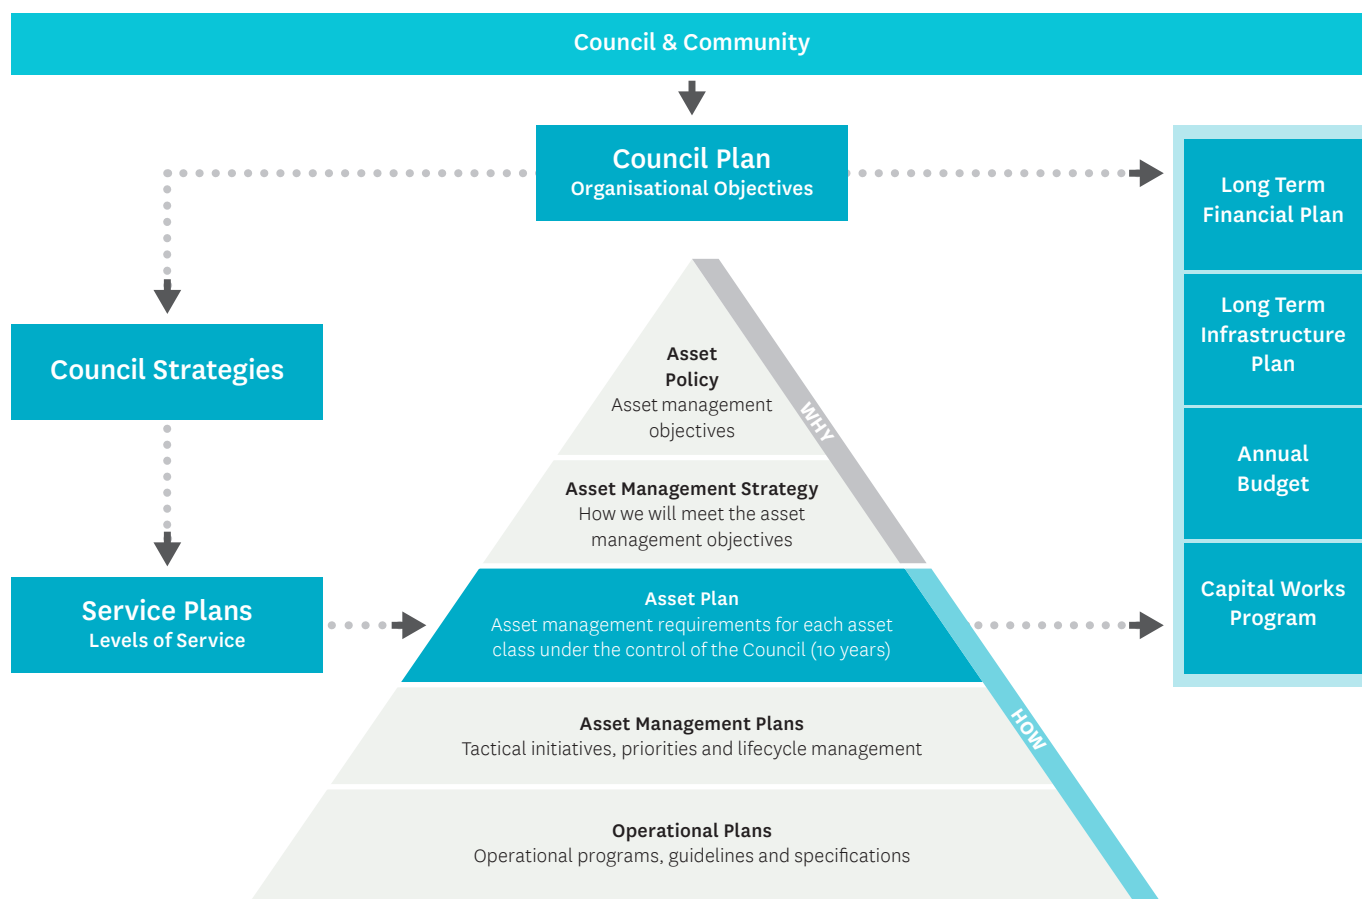 Council & Community
Council Plan
Organisational Objectives
Long Term
Financial Plan
Long Term
Infrastructure
Plan
Annual
Budget
Capital Works
Program
Council Strategies
Service Plans
Levels of Service
Asset
Policy
Asset management
objectives
WHY
Asset Management Strategy
How we will meet the asset
management objectives
Asset Plan
Asset management requirements for each asset
class under the control of the Council (10 years)
HOW
Asset Management Plans
Tactical initiatives, priorities and lifecycle management
Operational Plans
Operational programs, guidelines and specifications